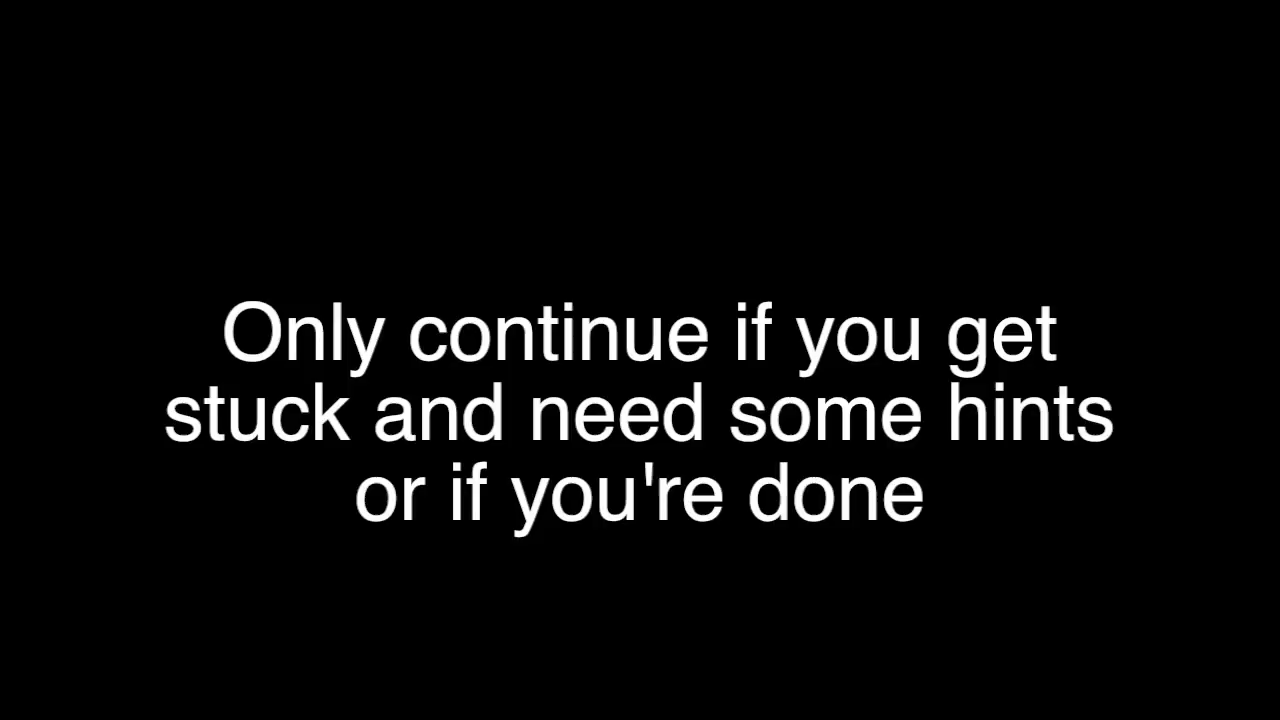 Only continue if you get
stuck and need some hints
or if you're done